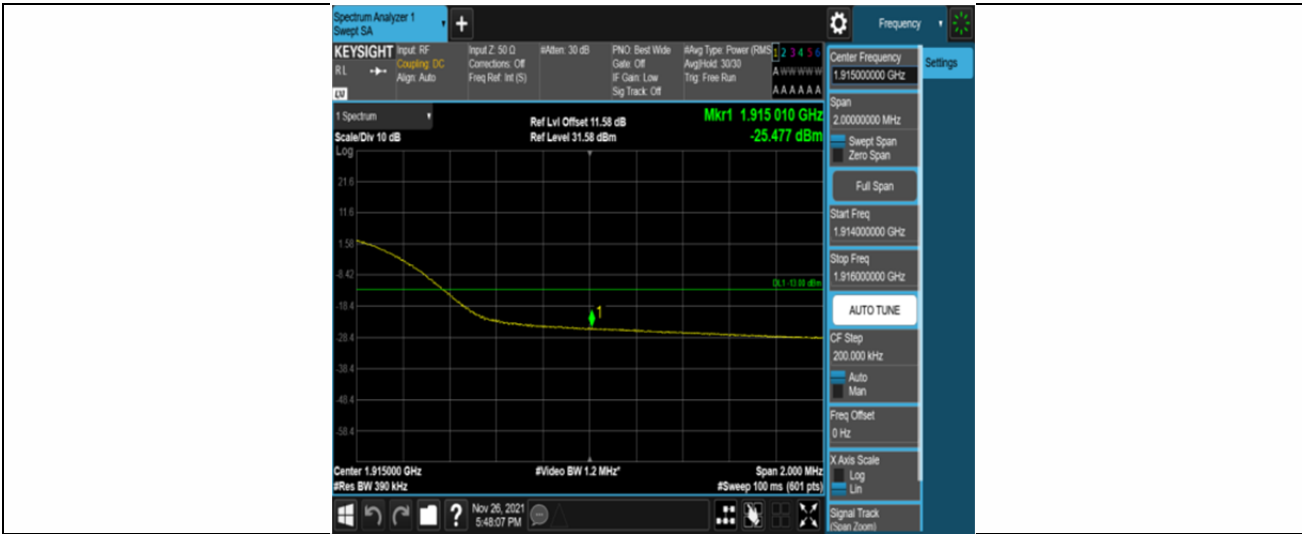 Spectrum Analyzer 1
Swept SA
+
Frequency
KEYSIGHT
R L
Input: RF
Coupling: DC
Align: Auto
Input Z: 50 Ω
Corrections: Off
Freq Ref: Int (S)
#Atten: 30 dB
PNO: Best Wide
Gate: Off
IF Gain: Low
Sig Track: Off
#Avg Type: Power (RMS
Avg|Hold: 30/30
Trig: Free Run
1 2 3 4 5 6
A W W W W W
A A A A A A
1 Spectrum
Scale/Div 10 dB
Log
Ref Lvl Offset 11.58 dB
Ref Level 31.58 dBm
Mkr1 1.915 010 GHz
-25.477 dBm
21.6
11.6
1.58
-8.42
-18.4
-28.4
-38.4
-48.4
-58.4
DL1 -13.00 dBm
1
Center 1.915000 GHz
#Res BW 390 kHz
#Video BW 1.2 MHz*
Span 2.000 MHz
#Sweep 100 ms (601 pts)
?
Nov 26, 2021
5:48:07 PM
Center Frequency
1.915000000 GHz
Settings
Span
2.00000000 MHz
Swept Span
Zero Span
Full Span
Start Freq
1.914000000 GHz
Stop Freq
1.916000000 GHz
AUTO TUNE
CF Step
200.000 kHz
Auto
Man
Freq Offset
0 Hz
X Axis Scale
Log
Lin
Signal Track
(Span Zoom)